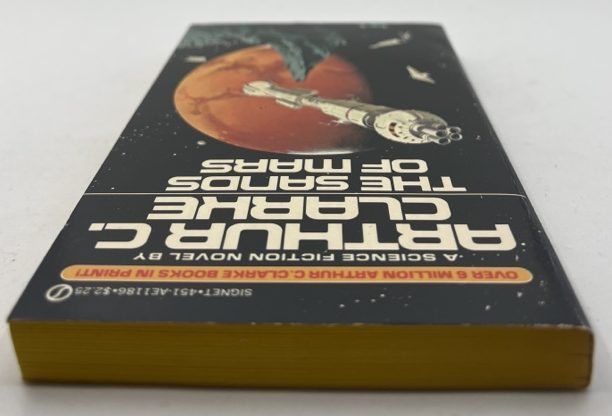 SIGNET•451-AE1186•$2.25
OVER 6 MILLION ARTHUR C. CLARKE BOOKS IN PRINT!
A SCIENCE FICTION NOVEL BY
ARTHUR C.
CLARKE
THE SANDS
OF MARS